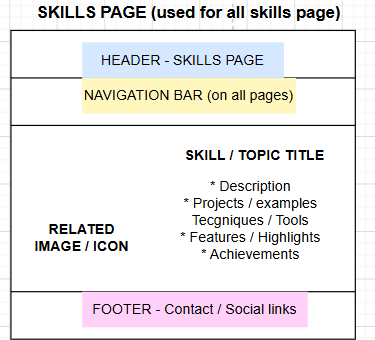 SKILLS PAGE (used for all skills page)
HEADER - SKILLS PAGE
NAVIGATION BAR (on all pages)
RELATED
IMAGE / ICON
SKILL / TOPIC TITLE
* Description
* Projects / examples
Tecgniques / Tools
* Features / Highlights
* Achievements
FOOTER - Contact / Social links